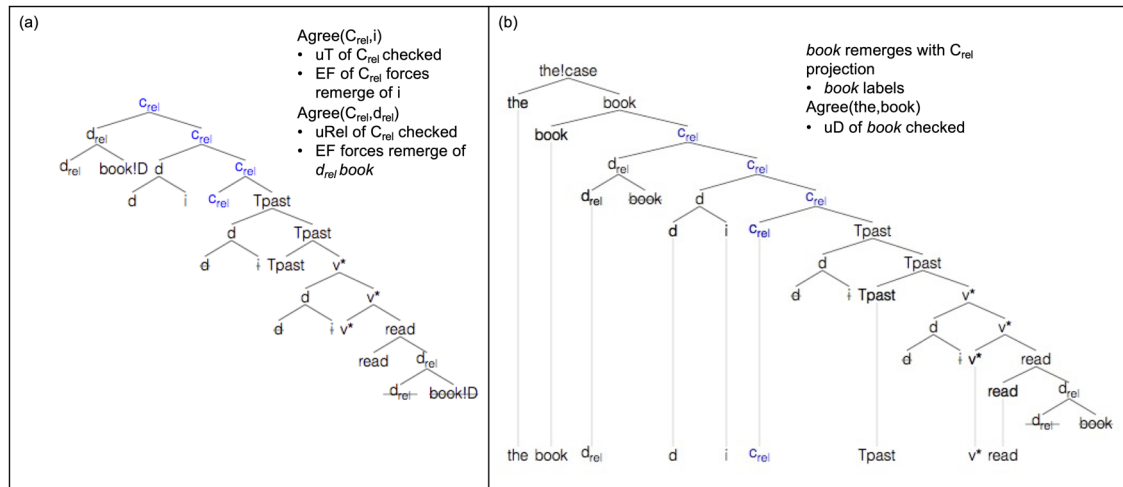 (a)
Agree(Crel,i)
• uT of Crel checked
• EF of Crel forces
remerge of i
Agree(Crel,drel)
• uRel of Crel checked
• EF forces remerge of
drel book
crel
drel crel
drel book!D d crel
d i crel Tpast
d Tpast
d i Tpast v*
d v*
d i v* read
read drel
drel book!D
(b)
book remerges with Crel
projection
• book labels
Agree(the,book)
• uD of book checked
the!case
the book
book crel
drel crel
drel book d crel
d i crel Tpast
d Tpast
d i Tpast v*
d v*
d i v* read
read drel
drel book
the book drel d i crel Tpast v* read